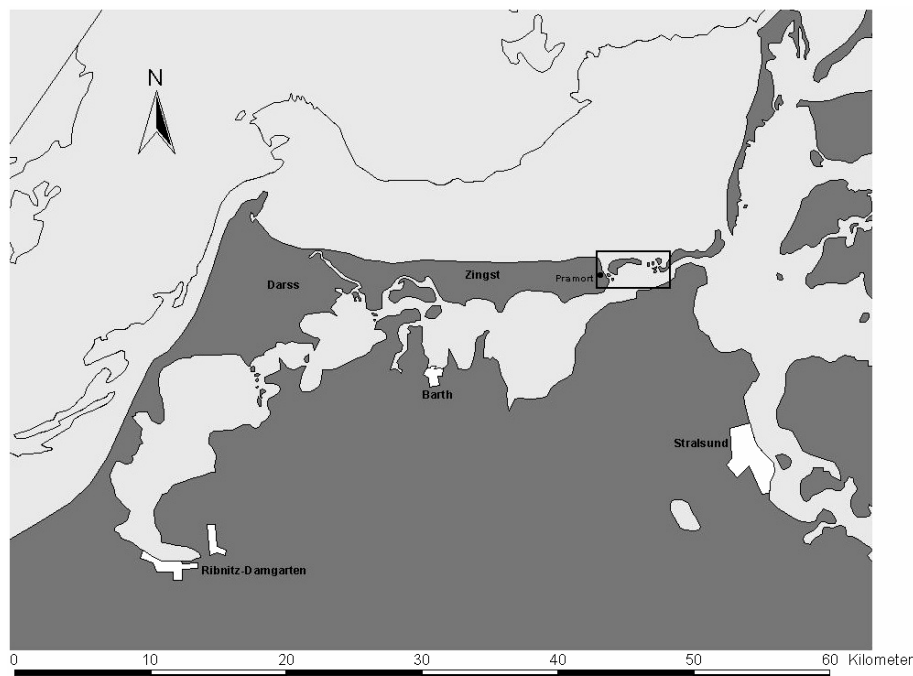 N
Zingst
Pramort
Darss
Barth
Stralsund
Ribnitz-Damgarten
0 10 20 30 40 50 60 Kilometer